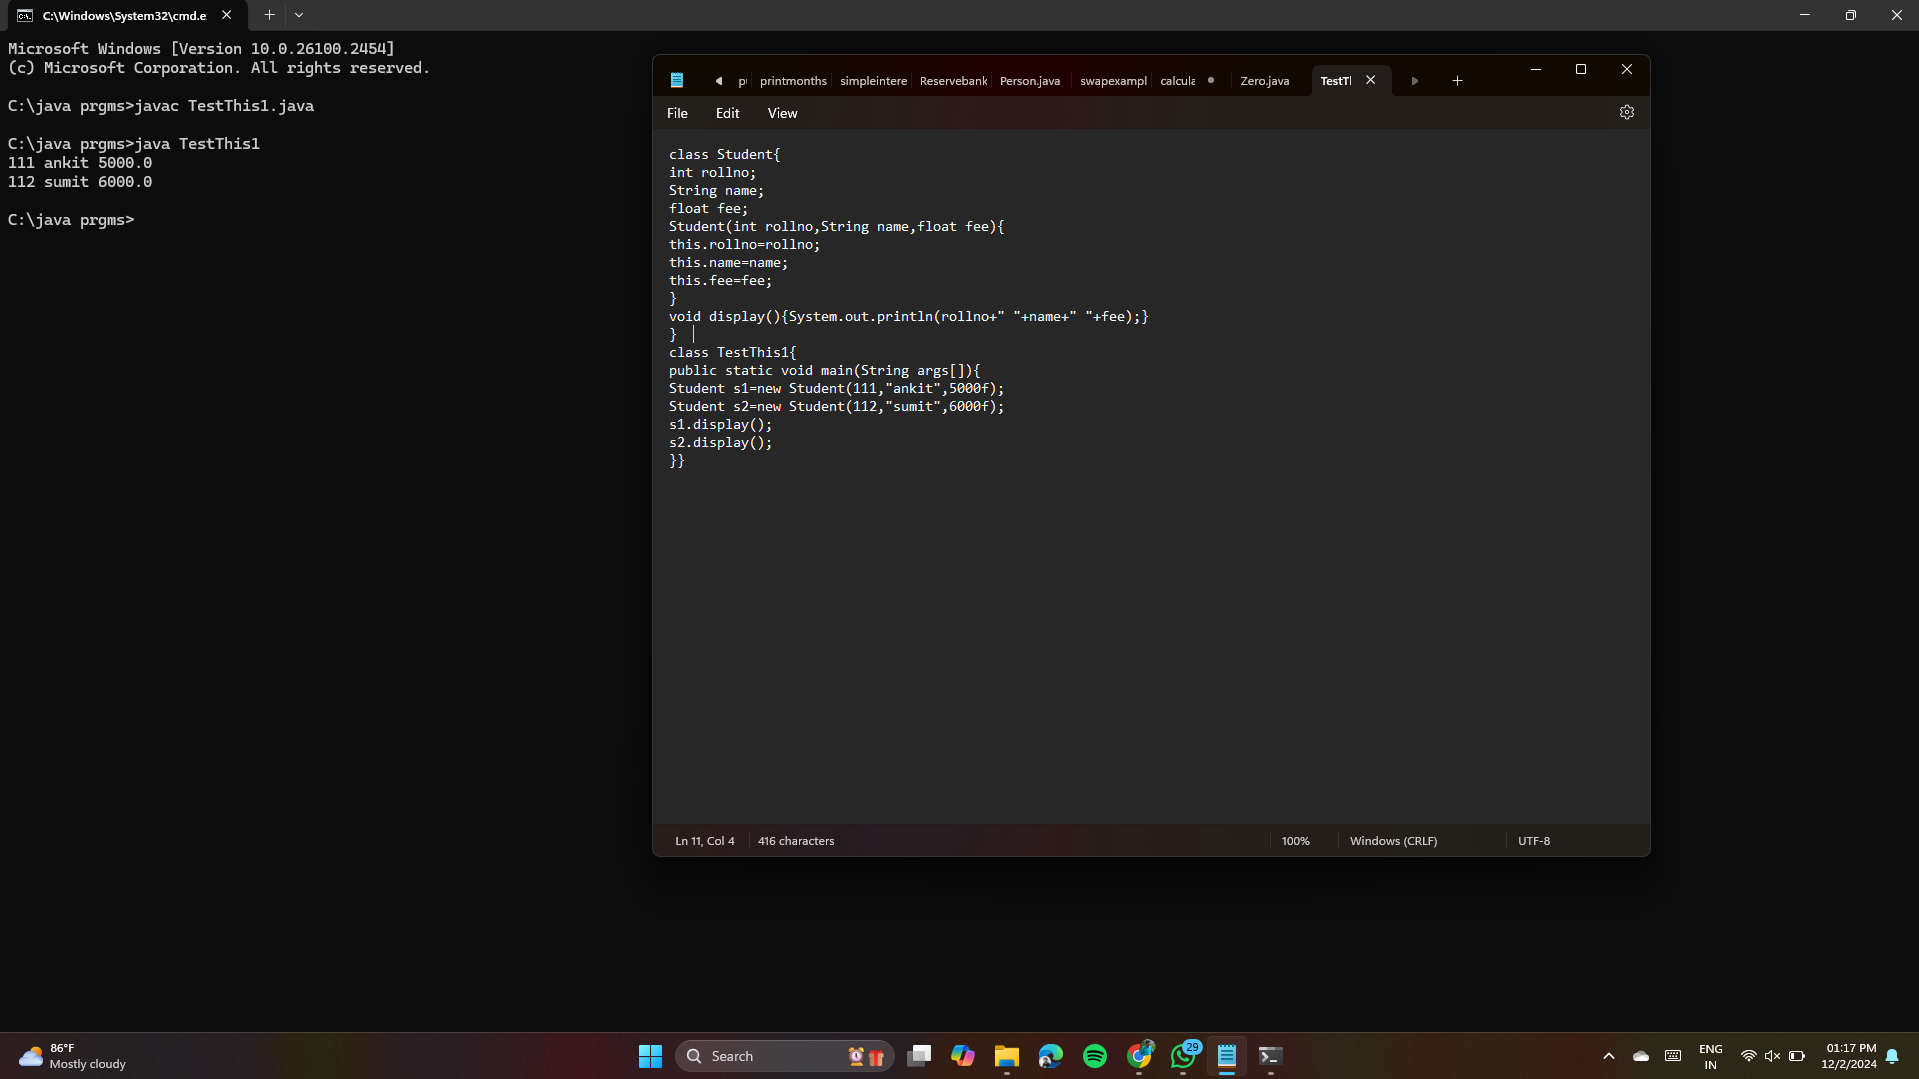 C:\Windows\System32\cmd.e
Microsoft Windows [Version 10.0.26100.2454]
(c) Microsoft Corporation. All rights reserved.
C:\java prgms>javac TestThis1.java
C:\java prgms>java TestThis1
111 ankit 5000.0
112 sumit 6000.0
C:\java prgms>
printmonths simpleintere Reservebank Person.java swapexampl calcula Zero.java TestTl
File Edit View
class Student{
int rollno;
String name;
float fee;
Student(int rollno,String name,float fee){
this.rollno=rollno;
this.name=name;
this.fee=fee;
}
void display(){System.out.println(rollno+" "+name+" "+fee);}
}
class TestThis1{
public static void main(String args[]){
Student s1=new Student(111,"ankit",5000f);
Student s2=new Student(112,"sumit",6000f);
s1.display();
s2.display();
}}
Ln 11, Col 4 416 characters 100% Windows (CRLF) UTF-8
86°F
Mostly cloudy
Search
29
ENG
IN
01:17 PM
12/2/2024